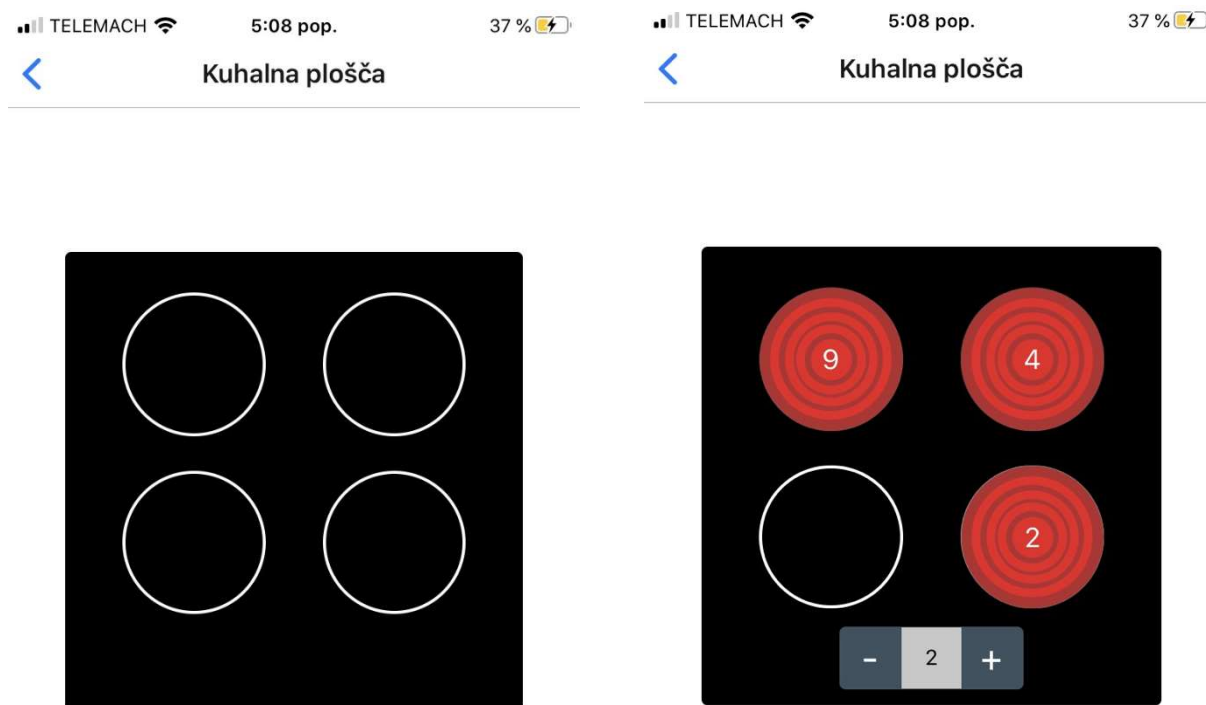 TELEMACH 5:08 pop. 37 %
Kuhalna plošča
TELEMACH 5:08 pop. 37 %
Kuhalna plošča
9 4
2
- 2 +